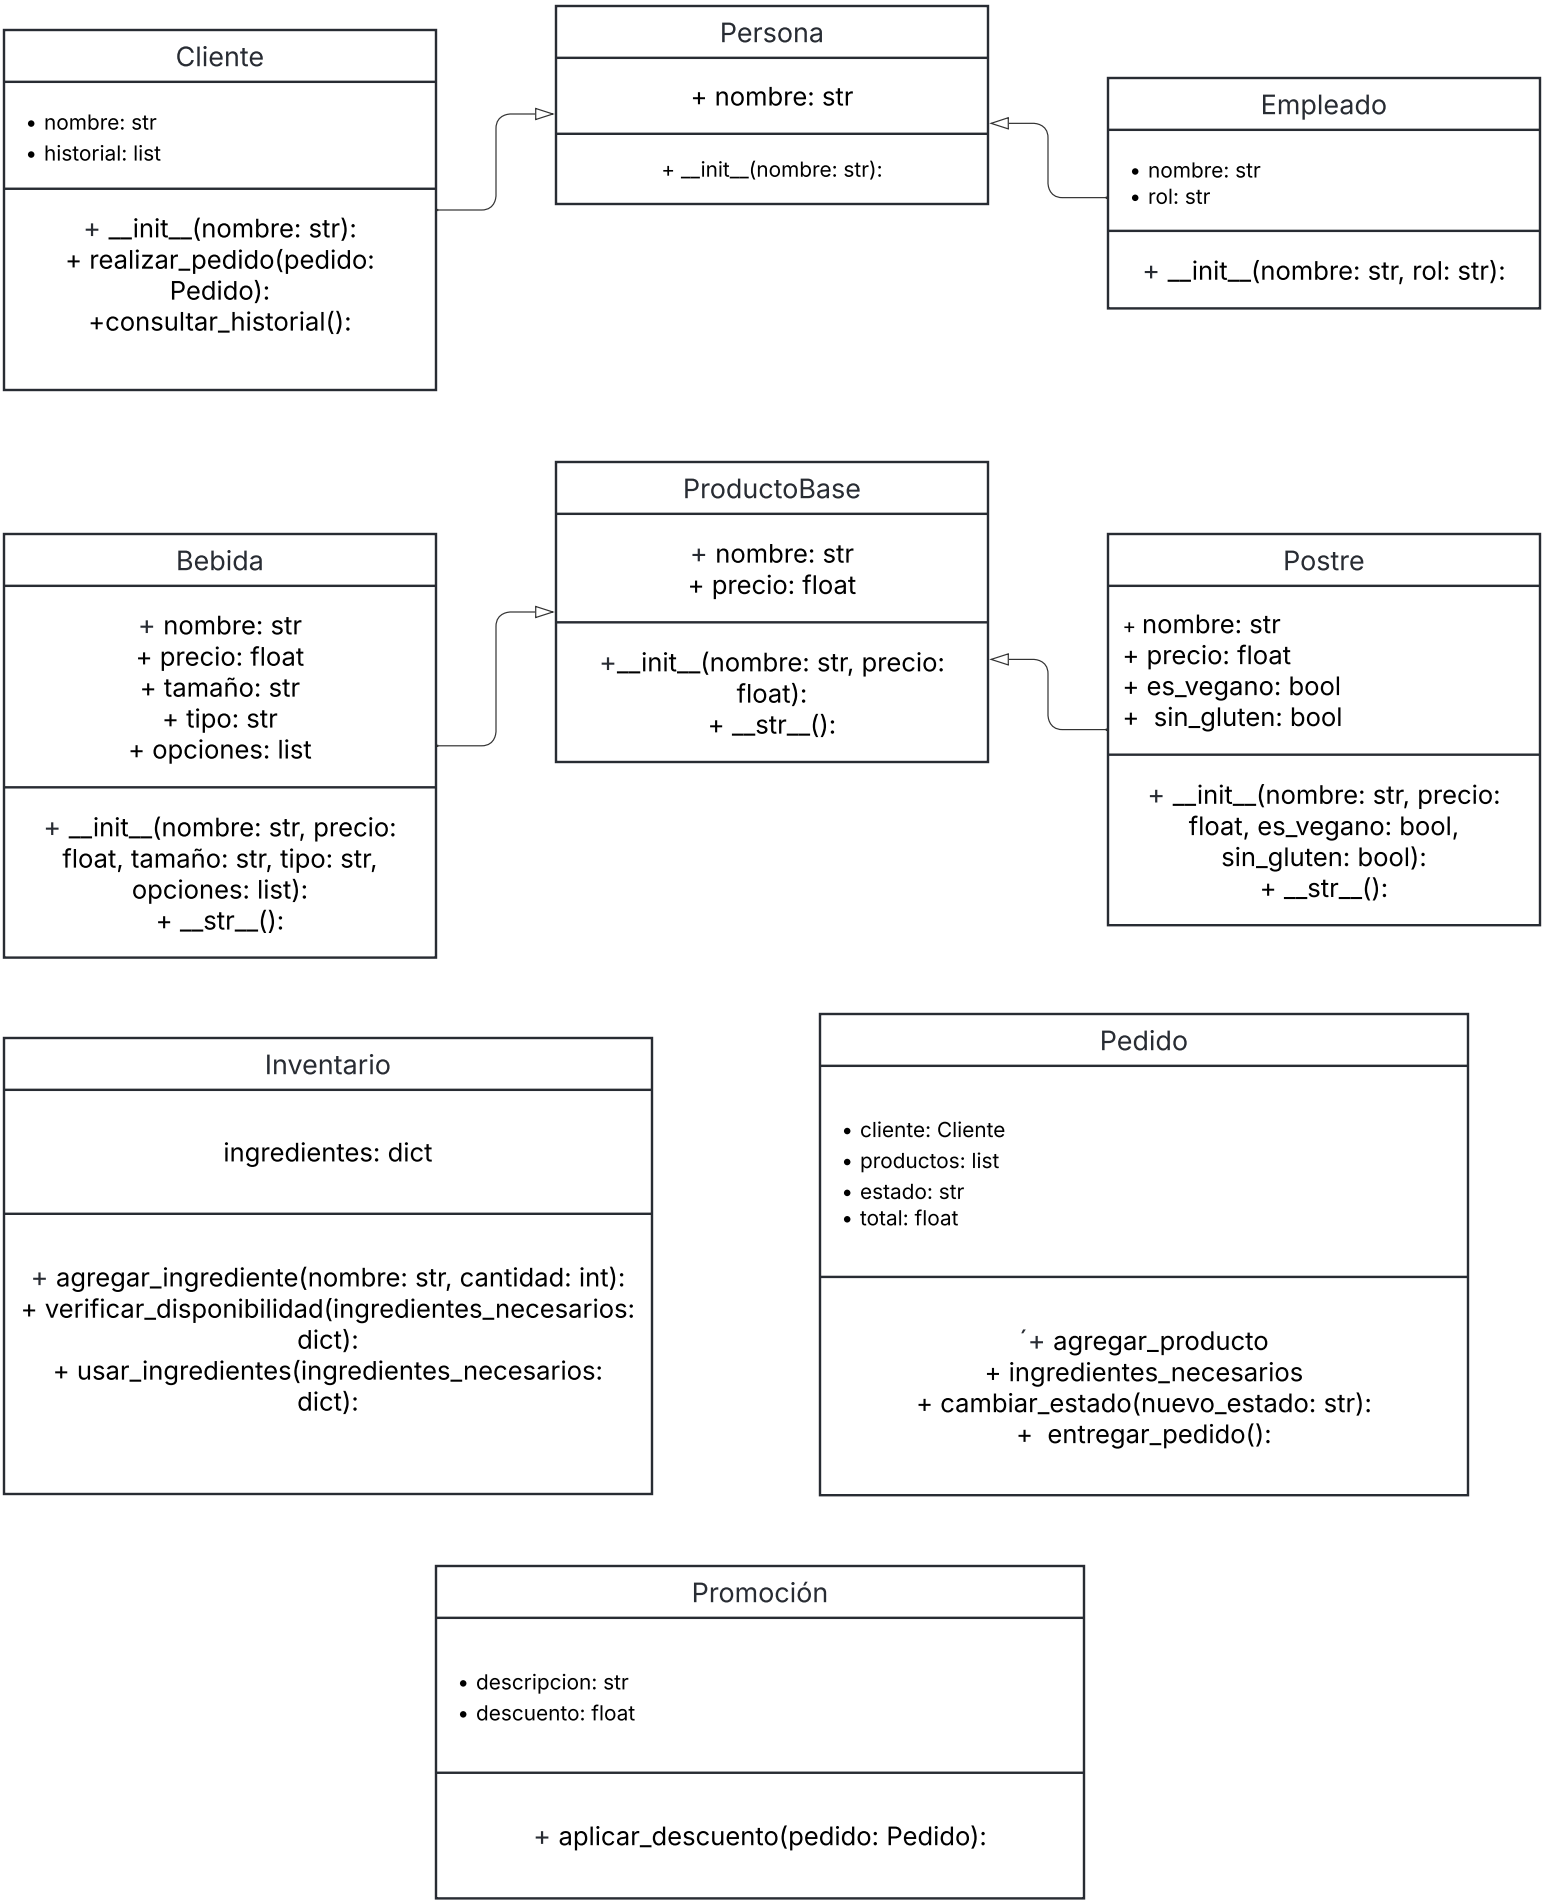 Cliente
• nombre: str
• historial: list
+ __init__(nombre: str):
+ realizar_pedido(pedido:
Pedido):
+consultar_historial():
Persona
+ nombre: str
+ __init__(nombre: str):
Empleado
• nombre: str
• rol: str
+ __init__(nombre: str, rol: str):
Bebida
+ nombre: str
+ precio: float
+ tamaño: str
+ tipo: str
+ opciones: list
+ __init__(nombre: str, precio:
float, tamaño: str, tipo: str,
opciones: list):
+ __str__():
ProductoBase
+ nombre: str
+ precio: float
+__init__(nombre: str, precio:
float):
+ __str__():
Postre
+ nombre: str
+ precio: float
+ es_vegano: bool
+  sin_gluten: bool
+ __init__(nombre: str, precio:
float, es_vegano: bool,
sin_gluten: bool):
+ __str__():
Inventario
ingredientes: dict
+ agregar_ingrediente(nombre: str, cantidad: int):
+ verificar_disponibilidad(ingredientes_necesarios:
dict):
+ usar_ingredientes(ingredientes_necesarios:
dict):
Pedido
• cliente: Cliente
• productos: list
• estado: str
• total: float
´+ agregar_producto
+ ingredientes_necesarios
+ cambiar_estado(nuevo_estado: str):
+  entregar_pedido():
Promoción
• descripcion: str
• descuento: float
+ aplicar_descuento(pedido: Pedido):